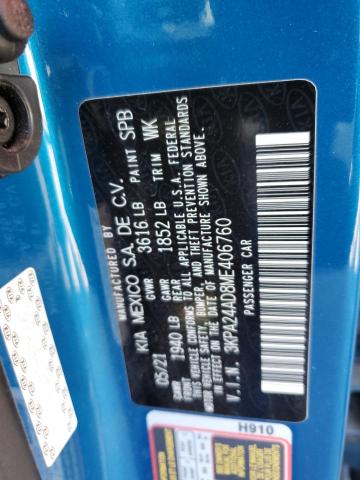 MANUFACTURED BY
KIA MEXICO S.A. DE C.V.
05/21 GVWR 3616 LB PAINT SPB
GAWR FRONT 1940 LB GAWR REAR 1852 LB TRIM WK
THIS VEHICLE CONFORMS TO ALL APPLICABLE U.S.A. FEDERAL
MOTOR VEHICLE SAFETY, BUMPER, AND THEFT PREVENTION STANDARDS
IN EFFECT ON THE DATE OF MANUFACTURE SHOWN ABOVE.
V.I.N. 3KPA24AD8ME406760
PASSENGER CAR
H910